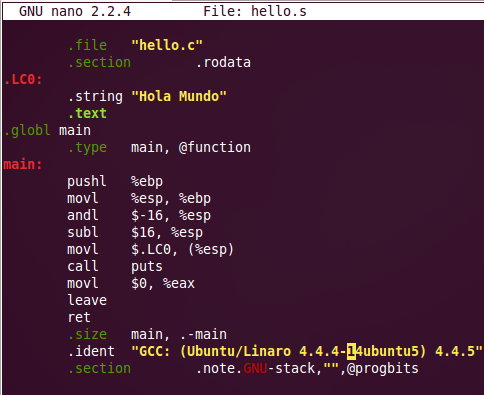 GNU nano 2.2.4 File: hello.s
.file "hello.c"
.section .rodata
.LC0:
.string "Hola Mundo"
.text
.globl main
.type main, @function
main:
pushl %ebp
movl %esp, %ebp
andl $-16, %esp
subl $16, %esp
movl $.LC0, (%esp)
call puts
movl $0, %eax
leave
ret
.size main, .-main
.ident "GCC: (Ubuntu/Linaro 4.4.4-14ubuntu5) 4.4.5"
.section .note.GNU-stack,"",@progbits